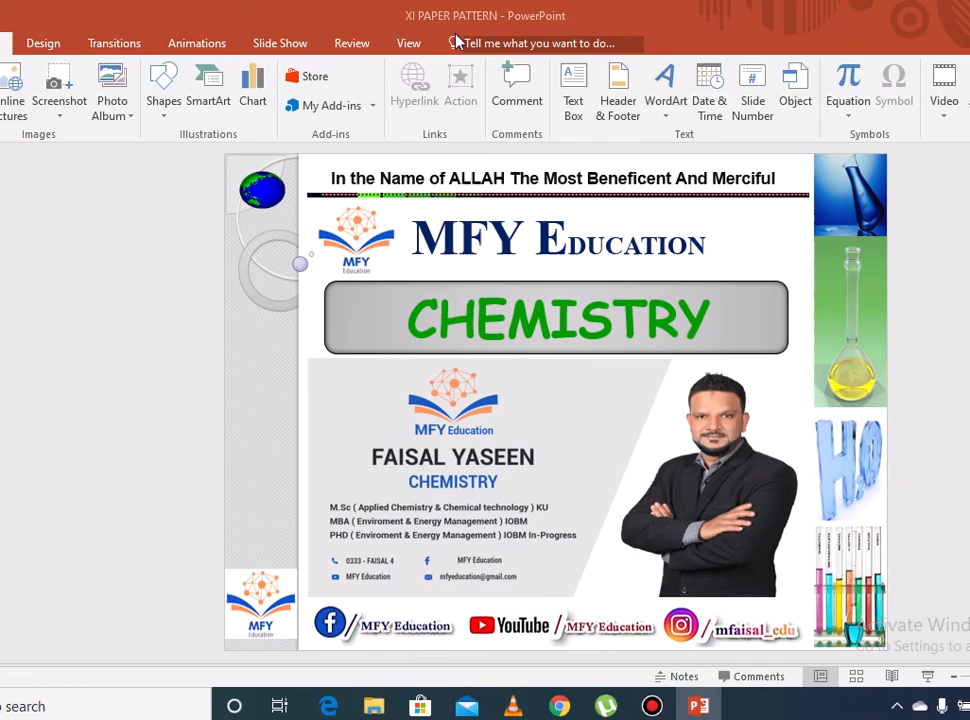 XI PAPER PATTERN - PowerPoint
Design Transitions Animations Slide Show Review View Tell me what you want to do...
Store
My Add-ins
Screenshot
Photo Album
Shapes SmartArt Chart
Hyperlink Action
Comment
Text Box
Header & Footer
WordArt
Date & Time
Slide Number
Object
Equation Symbol
Video
Images Illustrations Add-ins Links Comments Text Symbols
In the Name of ALLAH The Most Beneficent And Merciful
MFY Education
MFY EDUCATION
CHEMISTRY
MFY Education
FAISAL YASEEN
CHEMISTRY
M.Sc ( Applied Chemistry & Chemical technology ) KU
MBA ( Enviroment & Energy Management ) IOBM
PHD ( Enviroment & Energy Management ) IOBM In-Progress
0333 - FAISAL 4 MFY Education
MFY Education mfyeducation@gmail.com
MFY Education
/MFY Education YouTube /MFY Education /mfaisal_edu
Notes Comments
search